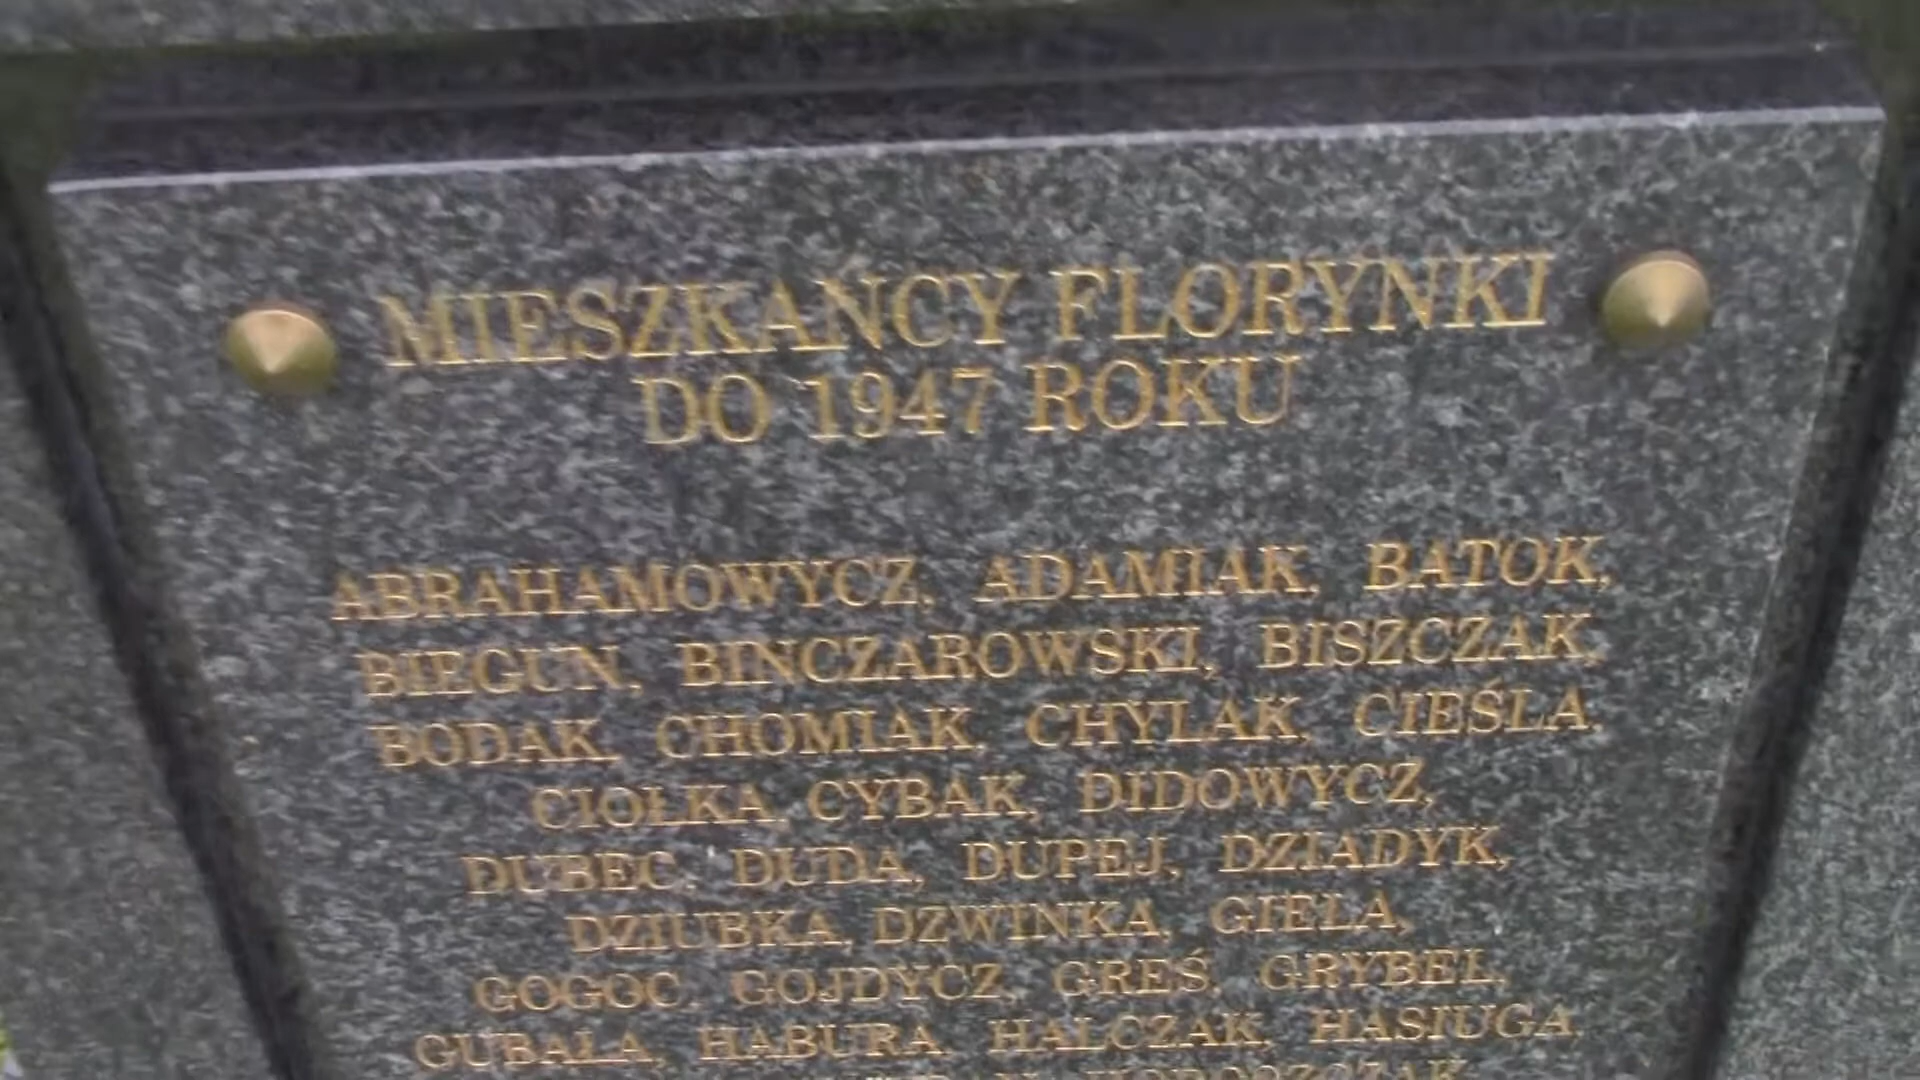 MIESZKAŃCY FLORYNKI
DO 1947 ROKU
ABRAHAMOWYCZ, ADAMIAK, BATOK,
BIEGUN, BINCZAROWSKI, BISZCZAK,
BODAK, CHOMIAK, CHYLAK, CIEŚLA,
CIOŁKA, CYBAK, DIDOWYCZ,
DUBEC, DUDA, DUPEJ, DZIADYK,
DZIUBKA, DZWINKA, GIELA,
GOGOC, GOJDYCZ, GREŚ, GRYBEL,
GUBAŁA, HABURA, HALCZAK, HASIUGA,